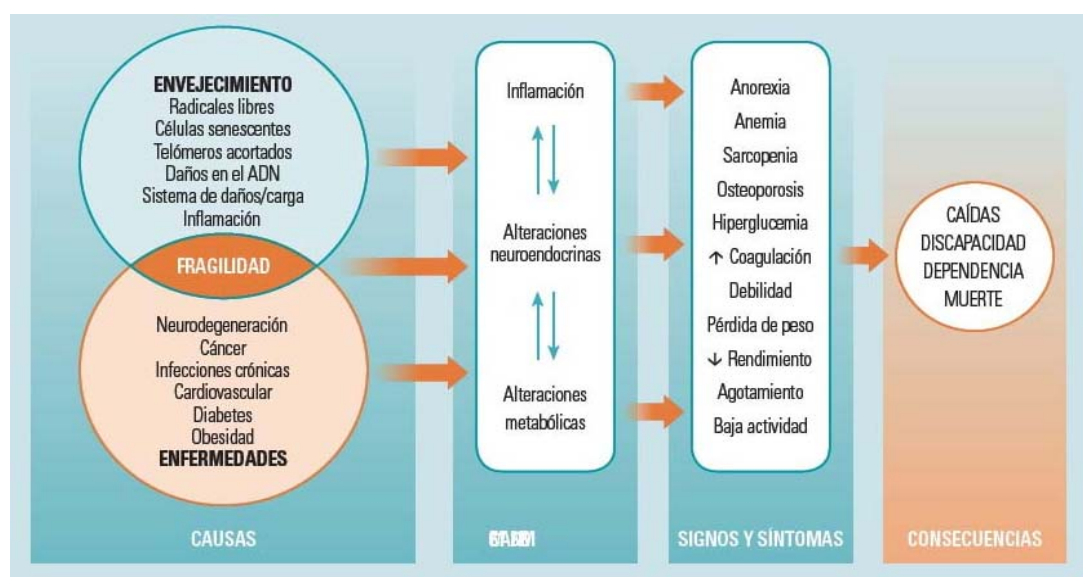 ENVEJECIMIENTO
Radicales libres
Células senescentes
Telómeros acortados
Daños en el ADN
Sistema de daños/carga
Inflamación
FRAGILIDAD
Neurodegeneración
Cáncer
Infecciones crónicas
Cardiovascular
Diabetes
Obesidad
ENFERMEDADES
CAUSAS
Inflamación
Alteraciones
neuroendocrinas
Alteraciones
metabólicas
Anorexia
Anemia
Sarcopenia
Osteoporosis
Hiperglucemia
↑ Coagulación
Debilidad
Pérdida de peso
↓ Rendimiento
Agotamiento
Baja actividad
SIGNOS Y SÍNTOMAS
CAÍDAS
DISCAPACIDAD
DEPENDENCIA
MUERTE
CONSECUENCIAS